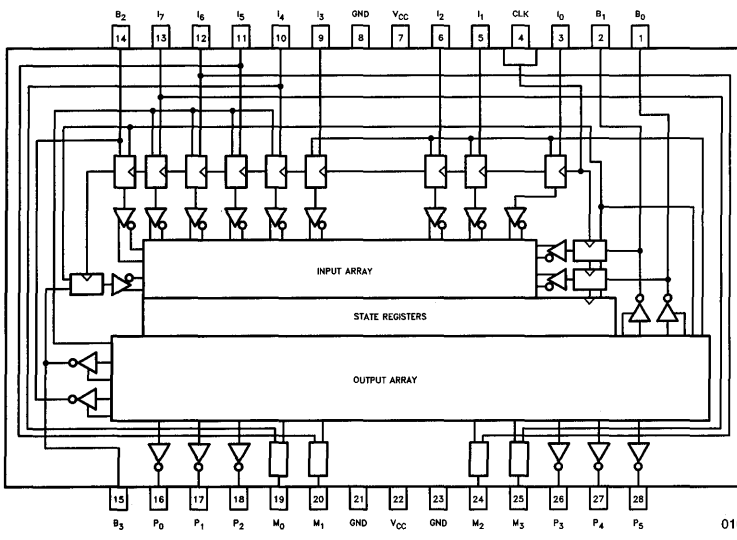 B2 I7 I6 I5 I4 I3 GND VCC I2 I1 CLK I0 B1 B0
14 13 12 11 10 9 8 7 6 5 4 3 2 1
INPUT ARRAY
STATE REGISTERS
OUTPUT ARRAY
15 16 17 18 19 20 21 22 23 24 25 26 27 28
B3 P0 P1 P2 M0 M1 GND VCC GND M2 M3 P3 P4 P5